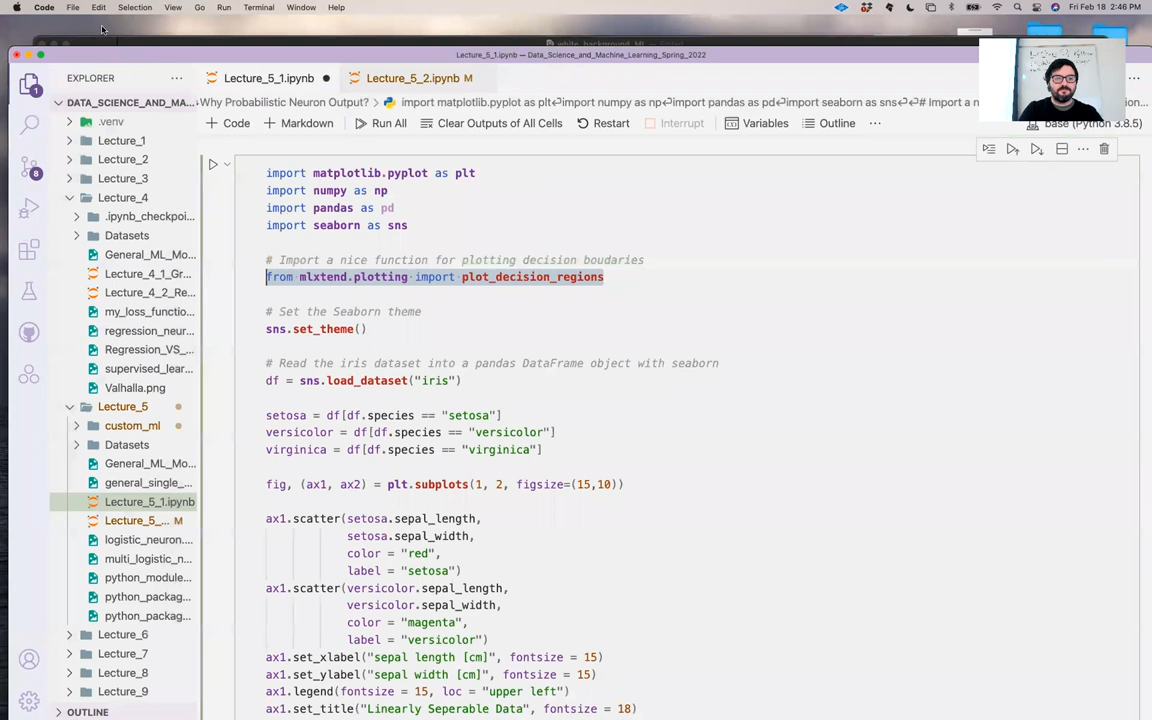 Code File Edit Selection View Go Run Terminal Window Help Fri Feb 18 2:46 PM
Lecture_5_1.ipynb — Data_Science_and_Machine_Learning_Spring_2022
EXPLORER
Lecture_5_1.ipynb
Lecture_5_2.ipynb M
DATA_SCIENCE_AND_MA...
Why Probabilistic Neuron Output? > import matplotlib.pyplot as plt↵import numpy as np↵import pandas as pd↵import seaborn as sns↵↵# Import a n
+ Code + Markdown Run All Clear Outputs of All Cells Restart Interrupt Variables Outline ... base (Python 3.8.5)
.venv
Lecture_1
Lecture_2
Lecture_3
Lecture_4
.ipynb_checkpoi...
Datasets
General_ML_Mo...
Lecture_4_1_Gr...
Lecture_4_2_Re...
my_loss_functio...
regression_neur...
Regression_VS_...
supervised_lear...
Valhalla.png
Lecture_5
custom_ml
Datasets
General_ML_Mo...
general_single_...
Lecture_5_1.ipynb
Lecture_5_... M
logistic_neuron....
multi_logistic_n...
python_module...
python_packag...
python_packag...
Lecture_6
Lecture_7
Lecture_8
Lecture_9
OUTLINE
1
8
import matplotlib.pyplot as plt
import numpy as np
import pandas as pd
import seaborn as sns
# Import a nice function for plotting decision boudaries
from mlxtend.plotting import plot_decision_regions
# Set the Seaborn theme
sns.set_theme()
# Read the iris dataset into a pandas DataFrame object with seaborn
df = sns.load_dataset("iris")
setosa = df[df.species == "setosa"]
versicolor = df[df.species == "versicolor"]
virginica = df[df.species == "virginica"]
fig, (ax1, ax2) = plt.subplots(1, 2, figsize=(15,10))
ax1.scatter(setosa.sepal_length,
setosa.sepal_width,
color = "red",
label = "setosa")
ax1.scatter(versicolor.sepal_length,
versicolor.sepal_width,
color = "magenta",
label = "versicolor")
ax1.set_xlabel("sepal length [cm]", fontsize = 15)
ax1.set_ylabel("sepal width [cm]", fontsize = 15)
ax1.legend(fontsize = 15, loc = "upper left")
ax1.set_title("Linearly Seperable Data", fontsize = 18)